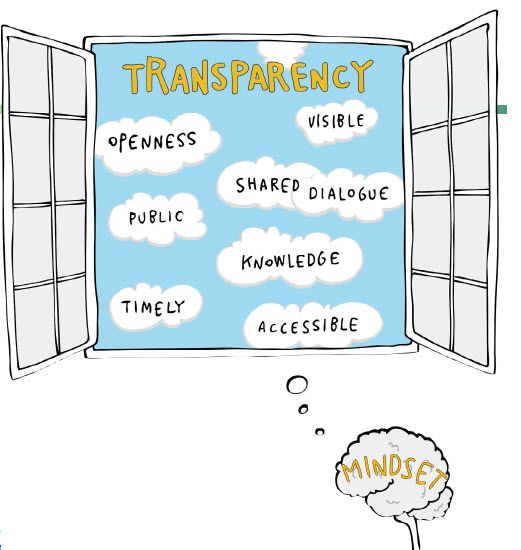 TRANSPARENCY
VISIBLE
OPENNESS
SHARED DIALOGUE
PUBLIC
KNOWLEDGE
TIMELY
ACCESSIBLE
MINDSET